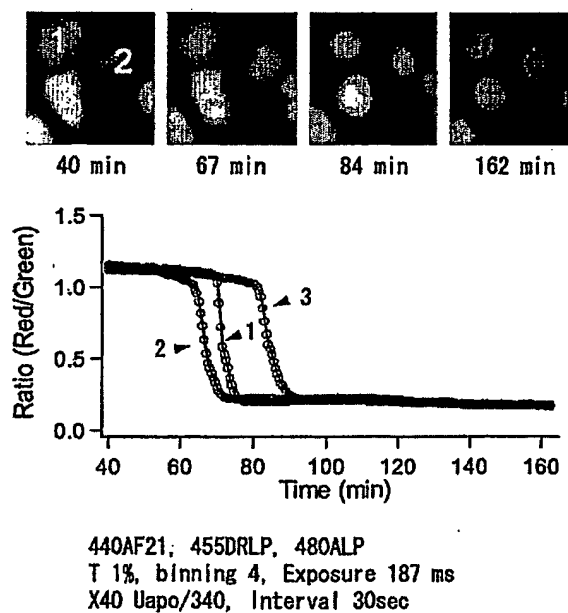 1
2
3
40 min
67 min
84 min
162 min
Ratio (Red/Green)
1.5
1.0
0.5
0.0
2
1
3
40
60
80
100
120
140
160
Time (min)
440AF21, 455DRLP, 480ALP
T 1%, binning 4, Exposure 187 ms
X40 Uapo/340, Interval 30sec